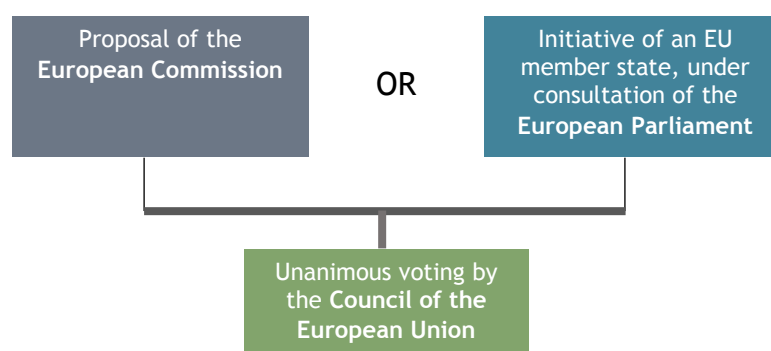 Proposal of the
European Commission
OR
Initiative of an EU
member state, under
consultation of the
European Parliament
Unanimous voting by
the Council of the
European Union